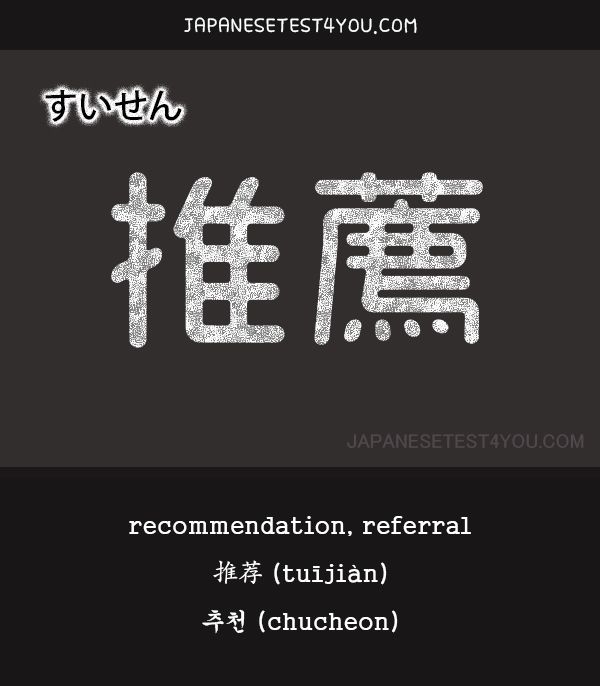 JAPANESETEST4YOU.COM
すいせん
推薦
JAPANESETEST4YOU.COM
recommendation, referral
推荐 (tuījiàn)
추천 (chucheon)